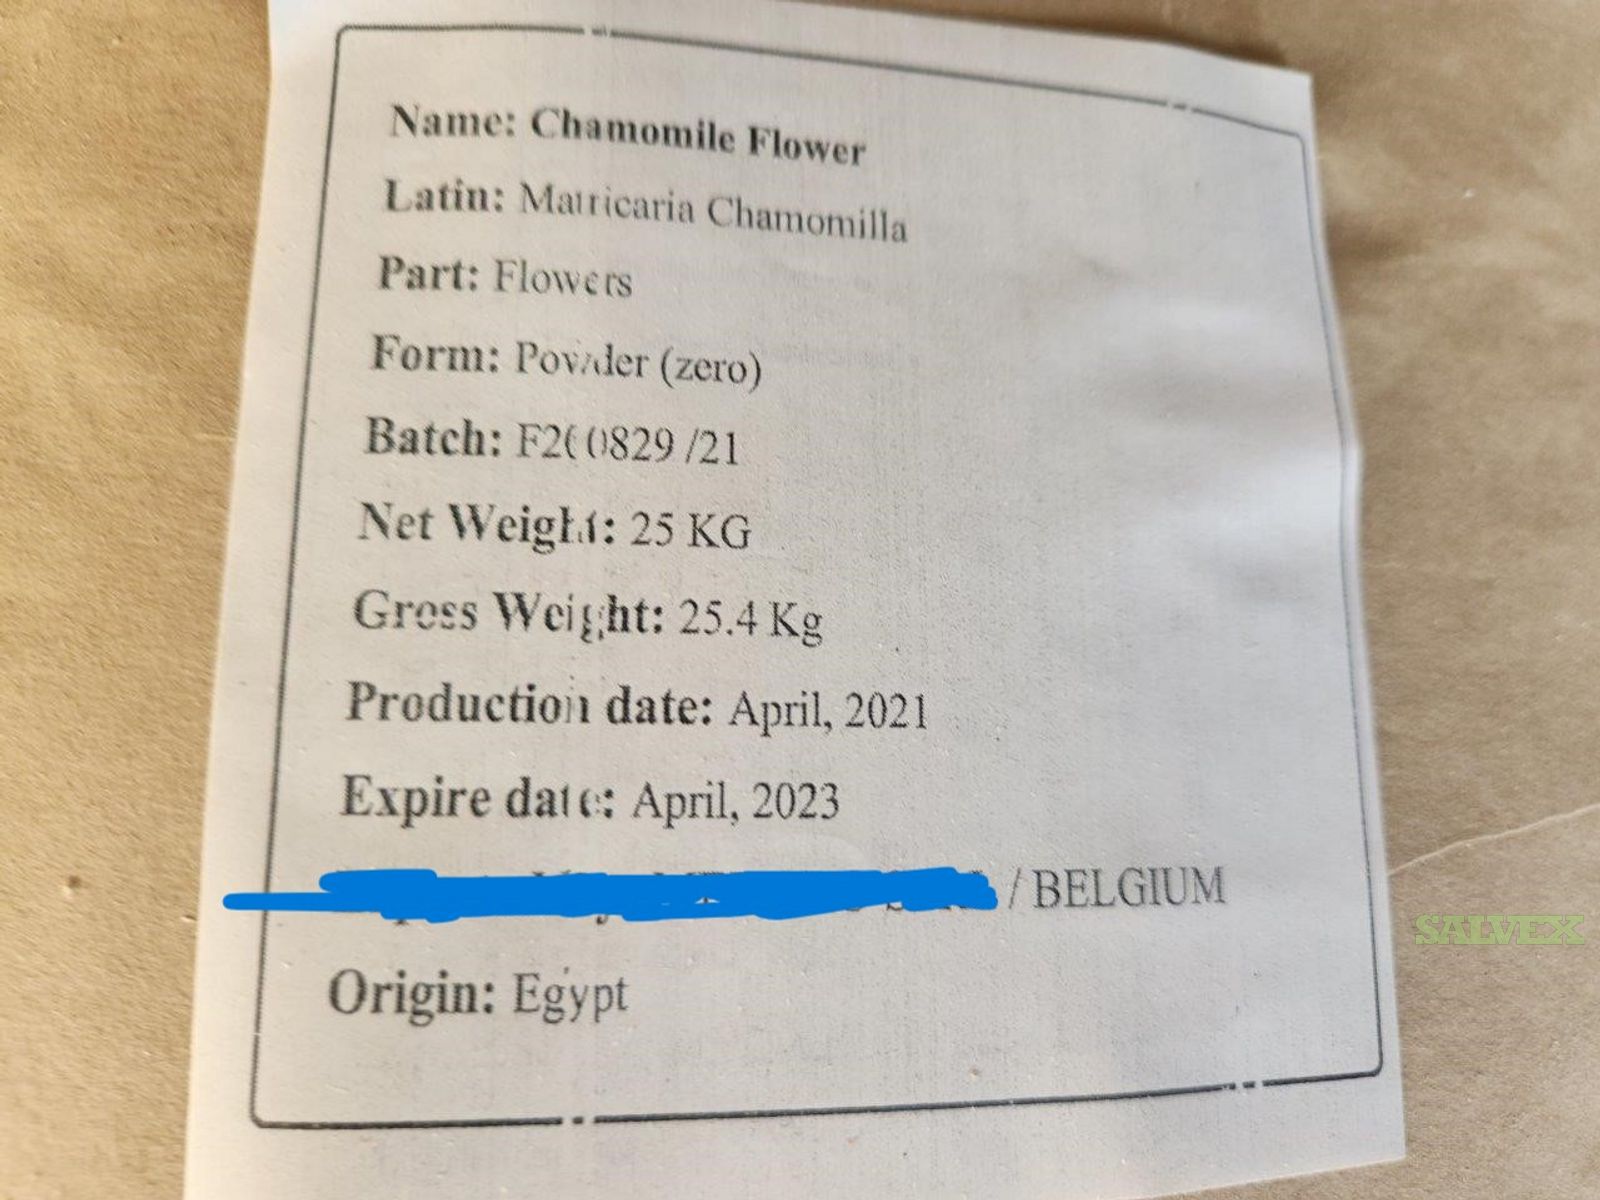 Name: Chamomile Flower
Latin: Matricaria Chamomilla
Part: Flowers
Form: Powder (zero)
Batch: F200829 /21
Net Weight: 25 KG
Gross Weight: 25.4 Kg
Production date: April, 2021
Expire date: April, 2023
/ BELGIUM
SALVEX
Origin: Egypt